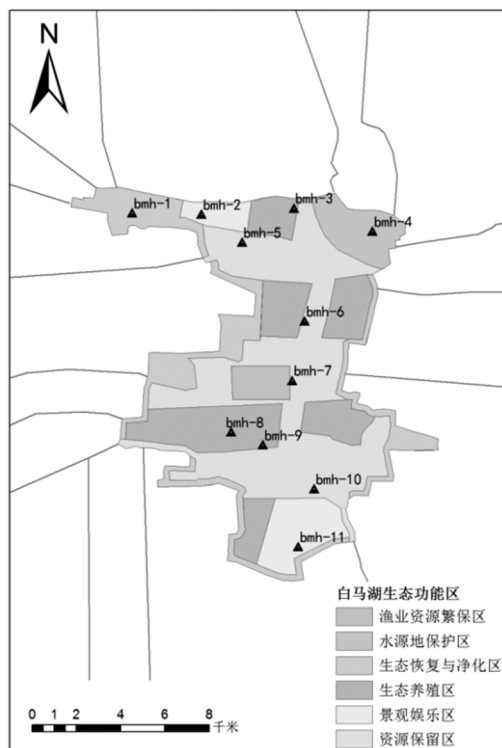 N
bmh-1
bmh-2
bmh-3
bmh-4
bmh-5
bmh-6
bmh-7
bmh-8
bmh-9
bmh-10
bmh-11
白马湖生态功能区
渔业资源繁保区
水源地保护区
生态恢复与净化区
生态养殖区
景观娱乐区
资源保留区
0 1 2 4 6 8
千米